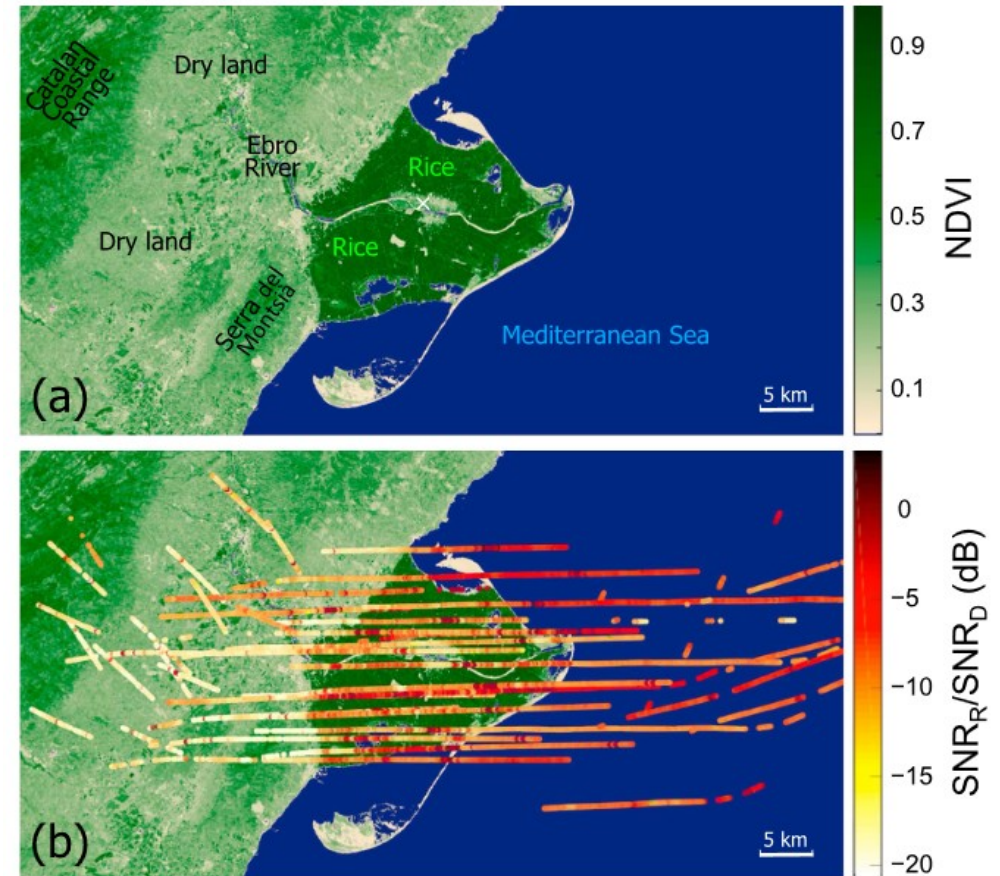 Catalan
Coastal
Range
Dry land
Ebro
River
Rice
Dry land
Rice
Serra del
Montsia
Mediterranean Sea
(a)
5 km
0.9
0.7
0.5
0.3
0.1
NDVI
(b)
5 km
0
−5
−10
−15
−20
SNR_R/SNR_D (dB)